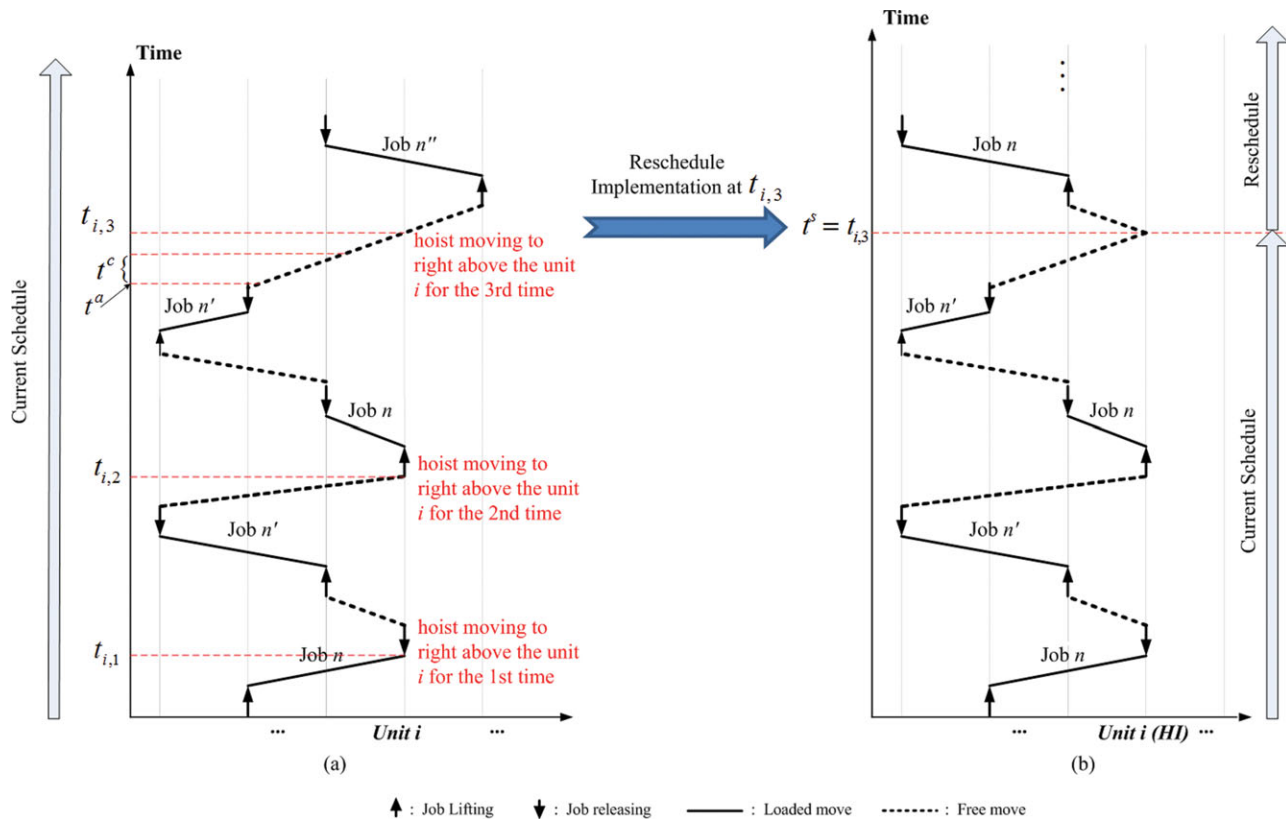 Time
Current Schedule
Job n''
t_{i,3}
hoist moving to
right above the unit
i for the 3rd time
t^c {
t^a
Job n'
Job n
t_{i,2}
hoist moving to
right above the unit
i for the 2nd time
Job n'
hoist moving to
right above the unit
i for the 1st time
t_{i,1}
Job n
... Unit i ...
(a)
Reschedule
Implementation at t_{i,3}
Time
⋮
Reschedule
Job n
t^s = t_{i,3}
Job n'
Job n
Current Schedule
Job n'
Job n
... Unit i (HI) ...
(b)
: Job Lifting : Job releasing : Loaded move : Free move